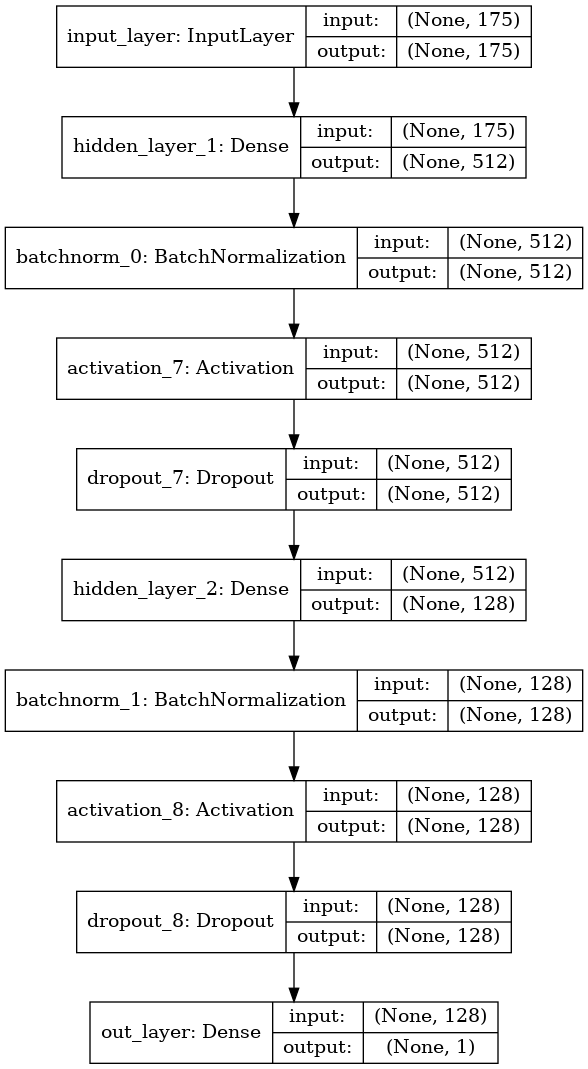 input_layer: InputLayer
input: (None, 175)
output: (None, 175)
hidden_layer_1: Dense
input: (None, 175)
output: (None, 512)
batchnorm_0: BatchNormalization
input: (None, 512)
output: (None, 512)
activation_7: Activation
input: (None, 512)
output: (None, 512)
dropout_7: Dropout
input: (None, 512)
output: (None, 512)
hidden_layer_2: Dense
input: (None, 512)
output: (None, 128)
batchnorm_1: BatchNormalization
input: (None, 128)
output: (None, 128)
activation_8: Activation
input: (None, 128)
output: (None, 128)
dropout_8: Dropout
input: (None, 128)
output: (None, 128)
out_layer: Dense
input: (None, 128)
output: (None, 1)